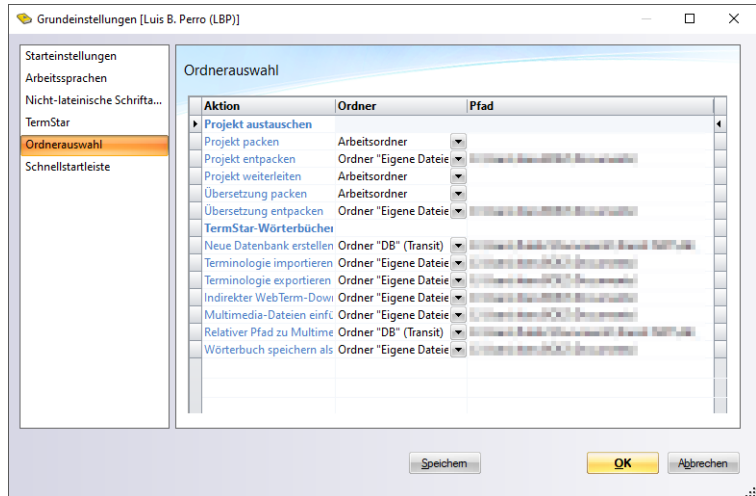 Grundeinstellungen [Luis B. Perro (LBP)]
Starteinstellungen
Arbeitssprachen
Nicht-lateinische Schrifta...
TermStar
Ordnerauswahl
Schnellstartleiste
Ordnerauswahl
Aktion Ordner Pfad
Projekt austauschen
Projekt packen Arbeitsordner
Projekt entpacken Ordner "Eigene Dateie
Projekt weiterleiten Arbeitsordner
Übersetzung packen Arbeitsordner
Übersetzung entpacken Ordner "Eigene Dateie
TermStar-Wörterbücher
Neue Datenbank erstellen Ordner "DB" (Transit)
Terminologie importieren Ordner "Eigene Dateie
Terminologie exportieren Ordner "Eigene Dateie
Indirekter WebTerm-Dow Ordner "Eigene Dateie
Multimedia-Dateien einfü Ordner "Eigene Dateie
Relativer Pfad zu Multime Ordner "DB" (Transit)
Wörterbuch speichern als Ordner "Eigene Dateie
Speichern OK Abbrechen